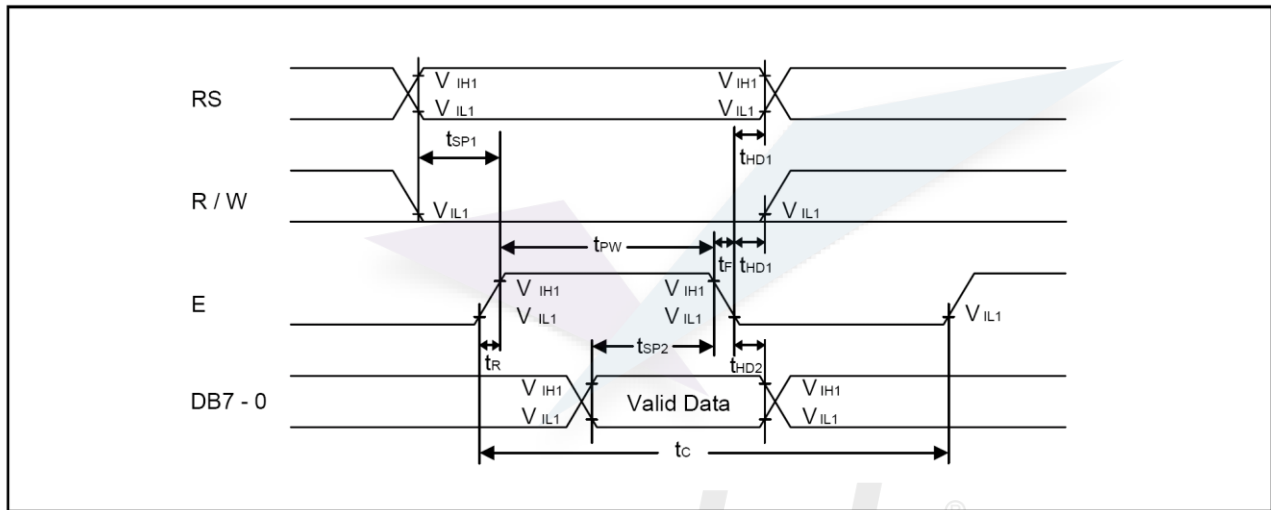 RS
V IH1
V IH1
V IL1
V IL1
tSP1
tHD1
R / W
V IL1
V IL1
tPW
tF
tHD1
E
V IH1
V IH1
V IL1
V IL1
V IL1
tR
tSP2
tHD2
DB7 - 0
V IH1
V IL1
Valid Data
V IH1
V IL1
tC
®